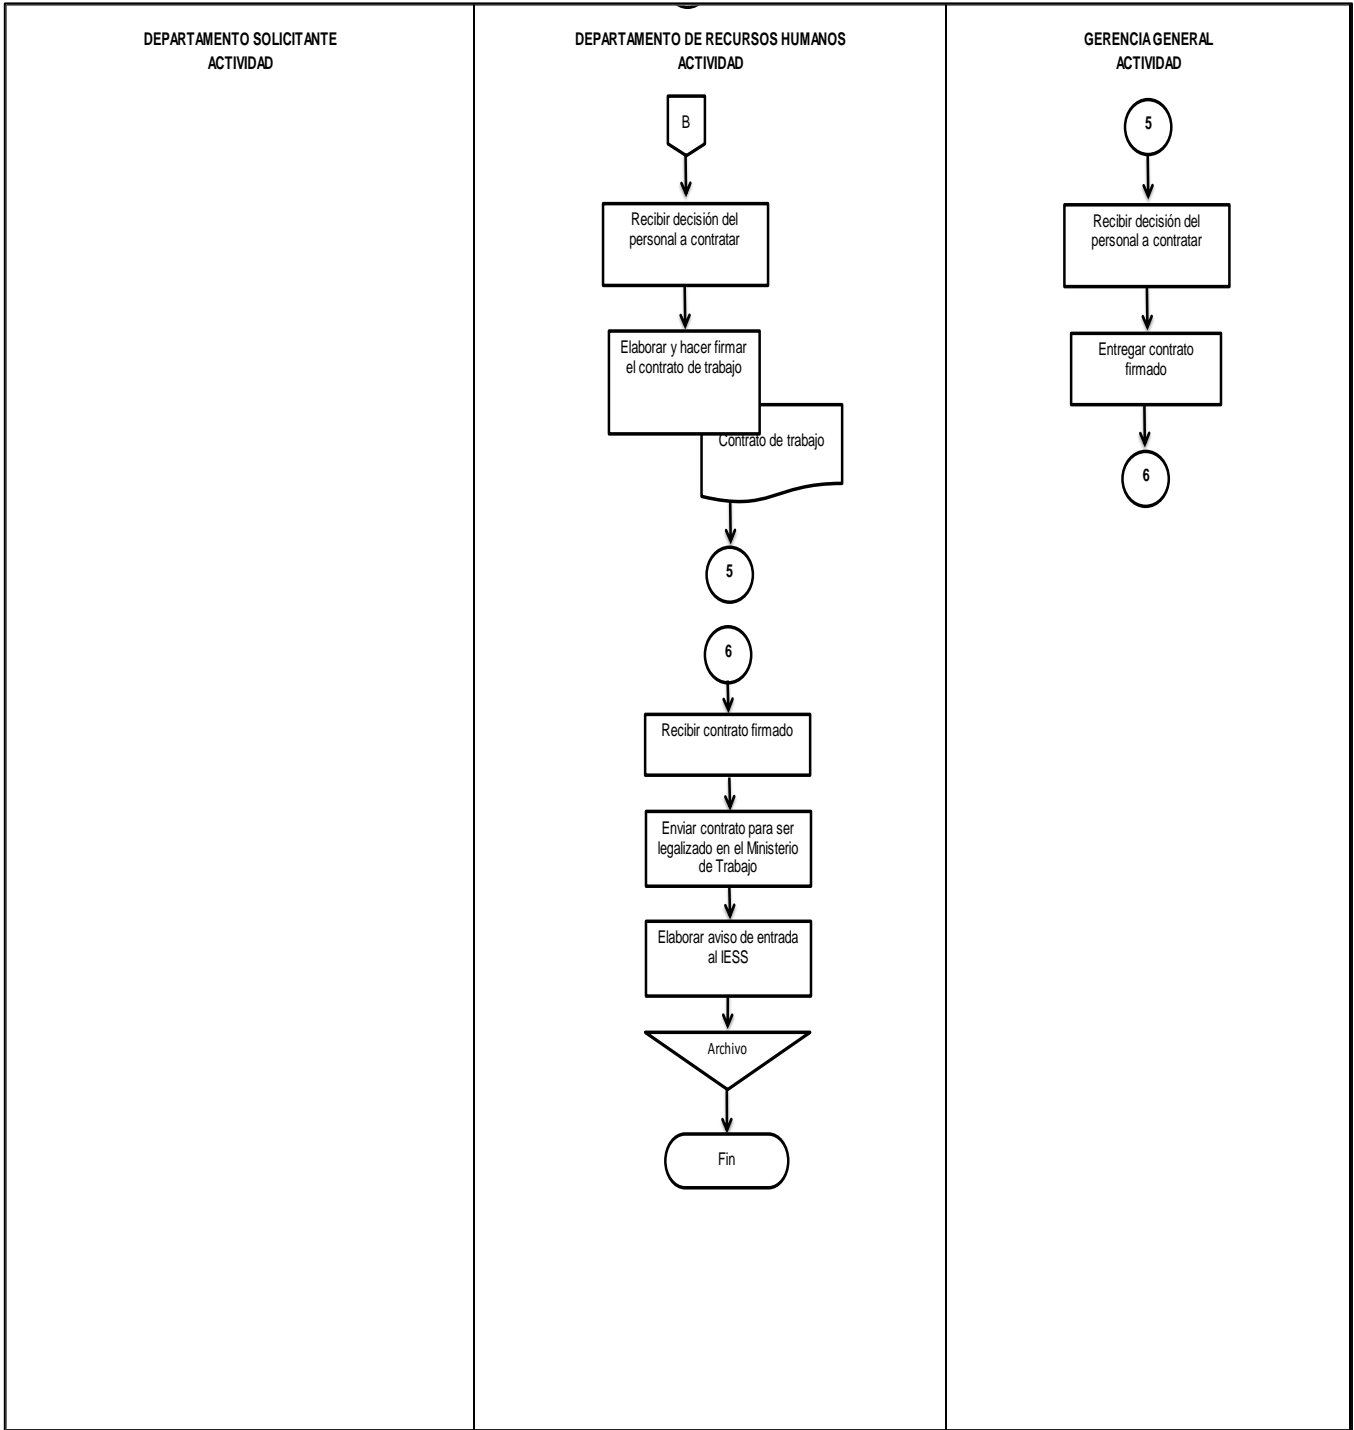 DEPARTAMENTO SOLICITANTE
ACTIVIDAD
DEPARTAMENTO DE RECURSOS HUMANOS
ACTIVIDAD
B
Recibir decisión del
personal a contratar
Elaborar y hacer firmar
el contrato de trabajo
Contrato de trabajo
5
6
Recibir contrato firmado
Enviar contrato para ser
legalizado en el Ministerio
de Trabajo
Elaborar aviso de entrada
al IESS
Archivo
Fin
GERENCIA GENERAL
ACTIVIDAD
5
Recibir decisión del
personal a contratar
Entregar contrato
firmado
6